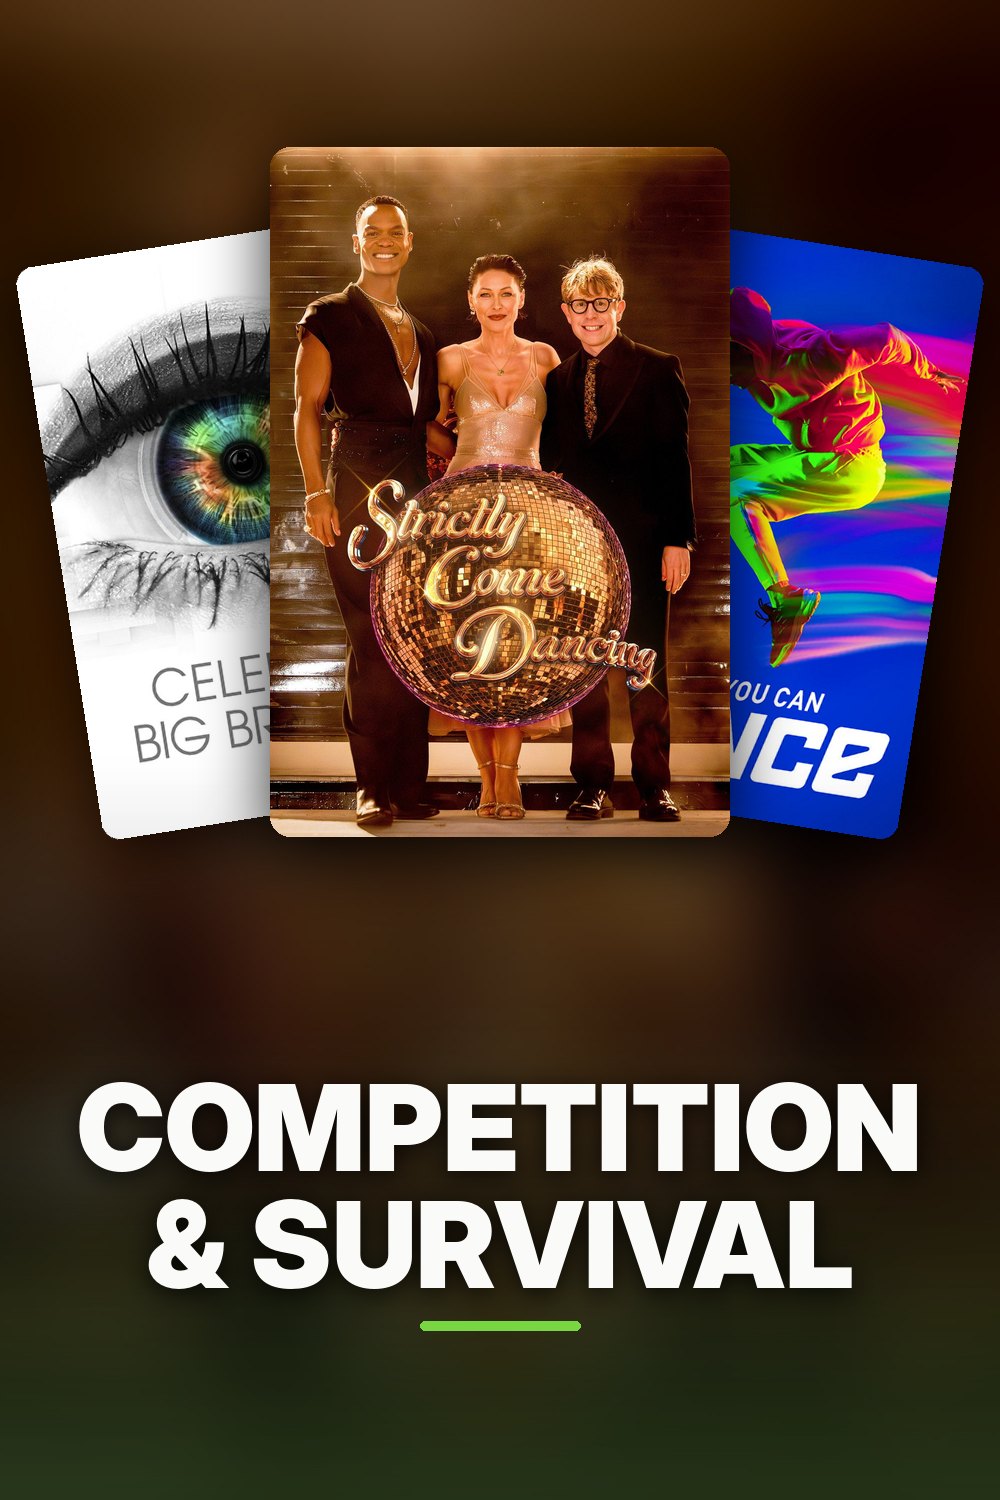 Strictly
Come
Dancing
CELE
BIG BR
YOU CAN
NCE
COMPETITION
& SURVIVAL